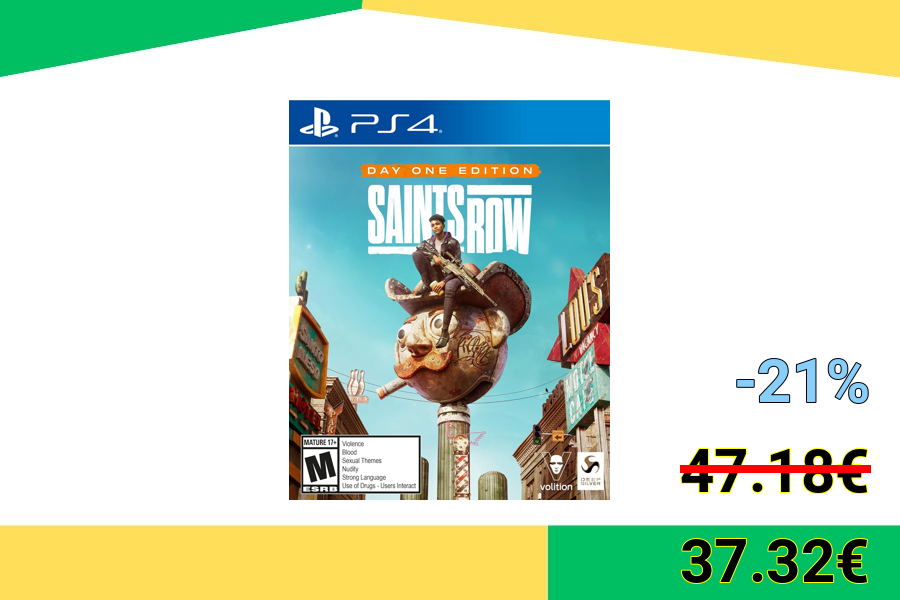 PS4
DAY ONE EDITION
SAINTS ROW
LOUIE'S
MATURE 17+
M
ESRB
Violence
Blood
Sexual Themes
Nudity
Strong Language
Use of Drugs - Users Interact
volition
DEEP
SILVER
-21%
47.18€
37.32€